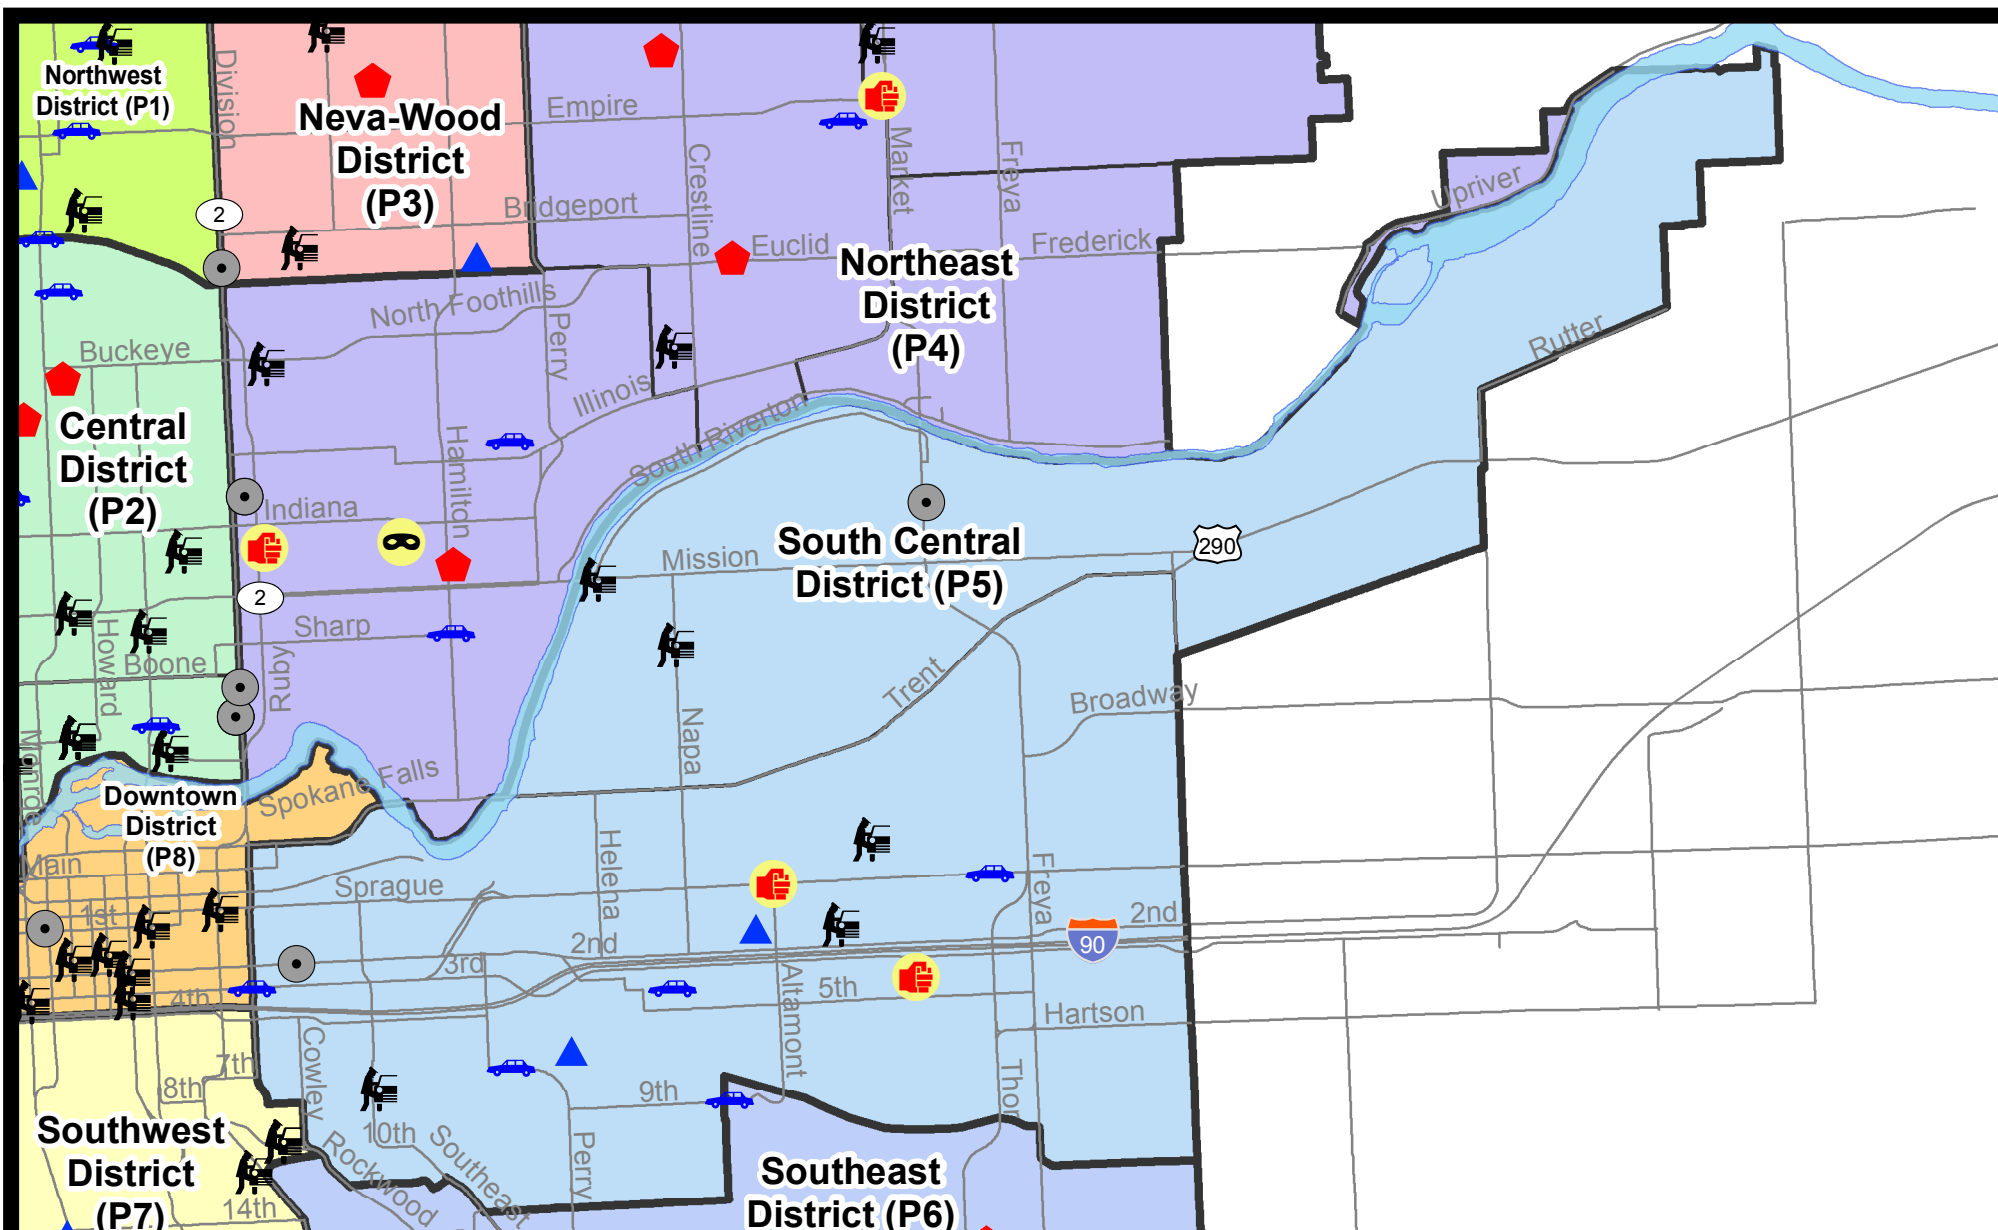 Northwest
District (P1)
Division
Neva-Wood
District
(P3)
Empire
Market
Freya
Crestline
Bridgeport
2
Euclid
Frederick
Upriver
Northeast
District
(P4)
North Foothills
Perry
Buckeye
Illinois
Rutter
South Riverton
Central
District
(P2)
Hamilton
Indiana
Mission
South Central
District (P5)
290
2
Sharp
Howard
Boone
Ruby
Trent
Broadway
Napa
Monroe
Spokane Falls
Downtown
District
(P8)
Main
Helena
Sprague
Freya
1st
2nd
90
2nd
3rd
4th
5th
Altamont
Hartson
Cowley
7th
8th
9th
Thor
10th
Southeast
Rockwood
Perry
Southwest
District
(P7)
14th
Southeast
District (P6)